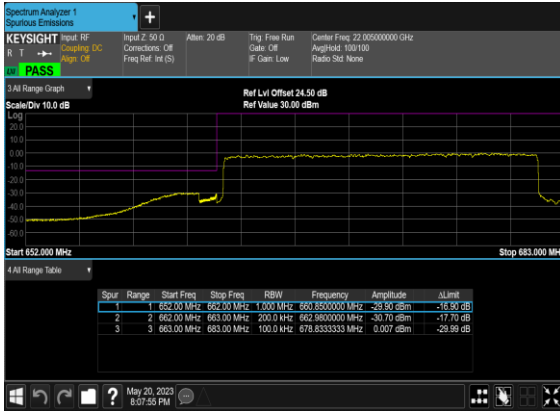 Spectrum Analyzer 1
Spurious Emissions
KEYSIGHT Input: RF Input Z: 50 Ω Atten: 20 dB Trig: Free Run Center Freq: 22.005000000 GHz
R T Coupling: DC Corrections: Off Gate: Off Avg|Hold: 100/100
Align: Off Freq Ref: Int (S) IF Gain: Low Radio Std: None
PASS
3 All Range Graph
Ref Lvl Offset 24.50 dB
Scale/Div 10.0 dB Ref Value 30.00 dBm
Log
20.0
10.0
0.00
-10.0
-20.0
-30.0
-40.0
-50.0
-60.0
Start 652.000 MHz Stop 683.000 MH
4 All Range Table
Spur Range Start Freq Stop Freq RBW Frequency Amplitude ΔLimit
1 1 652.00 MHz 662.00 MHz 1.000 MHz 660.8500000 MHz -29.90 dBm -16.90 dB
2 2 662.00 MHz 663.00 MHz 200.0 kHz 662.9800000 MHz -30.70 dBm -17.70 dB
3 3 663.00 MHz 683.00 MHz 100.0 kHz 678.8333333 MHz 0.007 dBm -29.99 dB
? May 20, 2023
8:07:55 PM